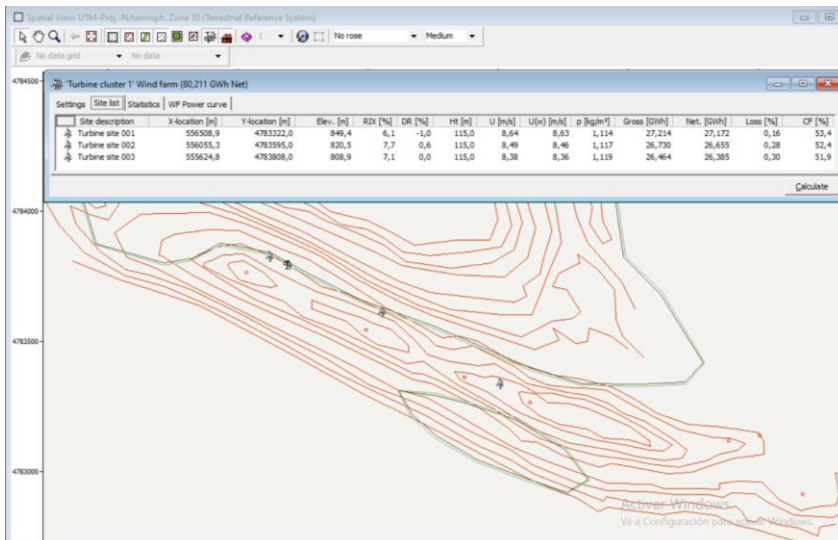 Spatial View: UTM-Proj.-N.hemisph. Zone 30 (Terrestrial Reference System)
No rose Medium
No data grid No data
4784500
'Turbine cluster 1' Wind farm (80,211 GWh Net)
Settings Site list Statistics WF Power curve
Site description X-location [m] Y-location [m] Elev. [m] RIX [%] DR [%] Ht [m] U [m/s] U(w) [m/s] p [kg/m³] Gross [GWh] Net. [GWh] Loss [%] CF [%]
Turbine site 001 556508,9 4783322,0 849,4 6,1 -1,0 115,0 8,64 8,63 1,114 27,214 27,172 0,16 53,4
Turbine site 002 556055,3 4783595,0 820,5 7,7 0,6 115,0 8,49 8,46 1,117 26,730 26,655 0,28 52,4
Turbine site 003 555624,8 4783808,0 808,9 7,1 0,0 115,0 8,38 8,36 1,119 26,464 26,385 0,30 51,9
Calculate
4784000
4783500
4783000
Activar Windows
Ve a Configuración para activar Windows.